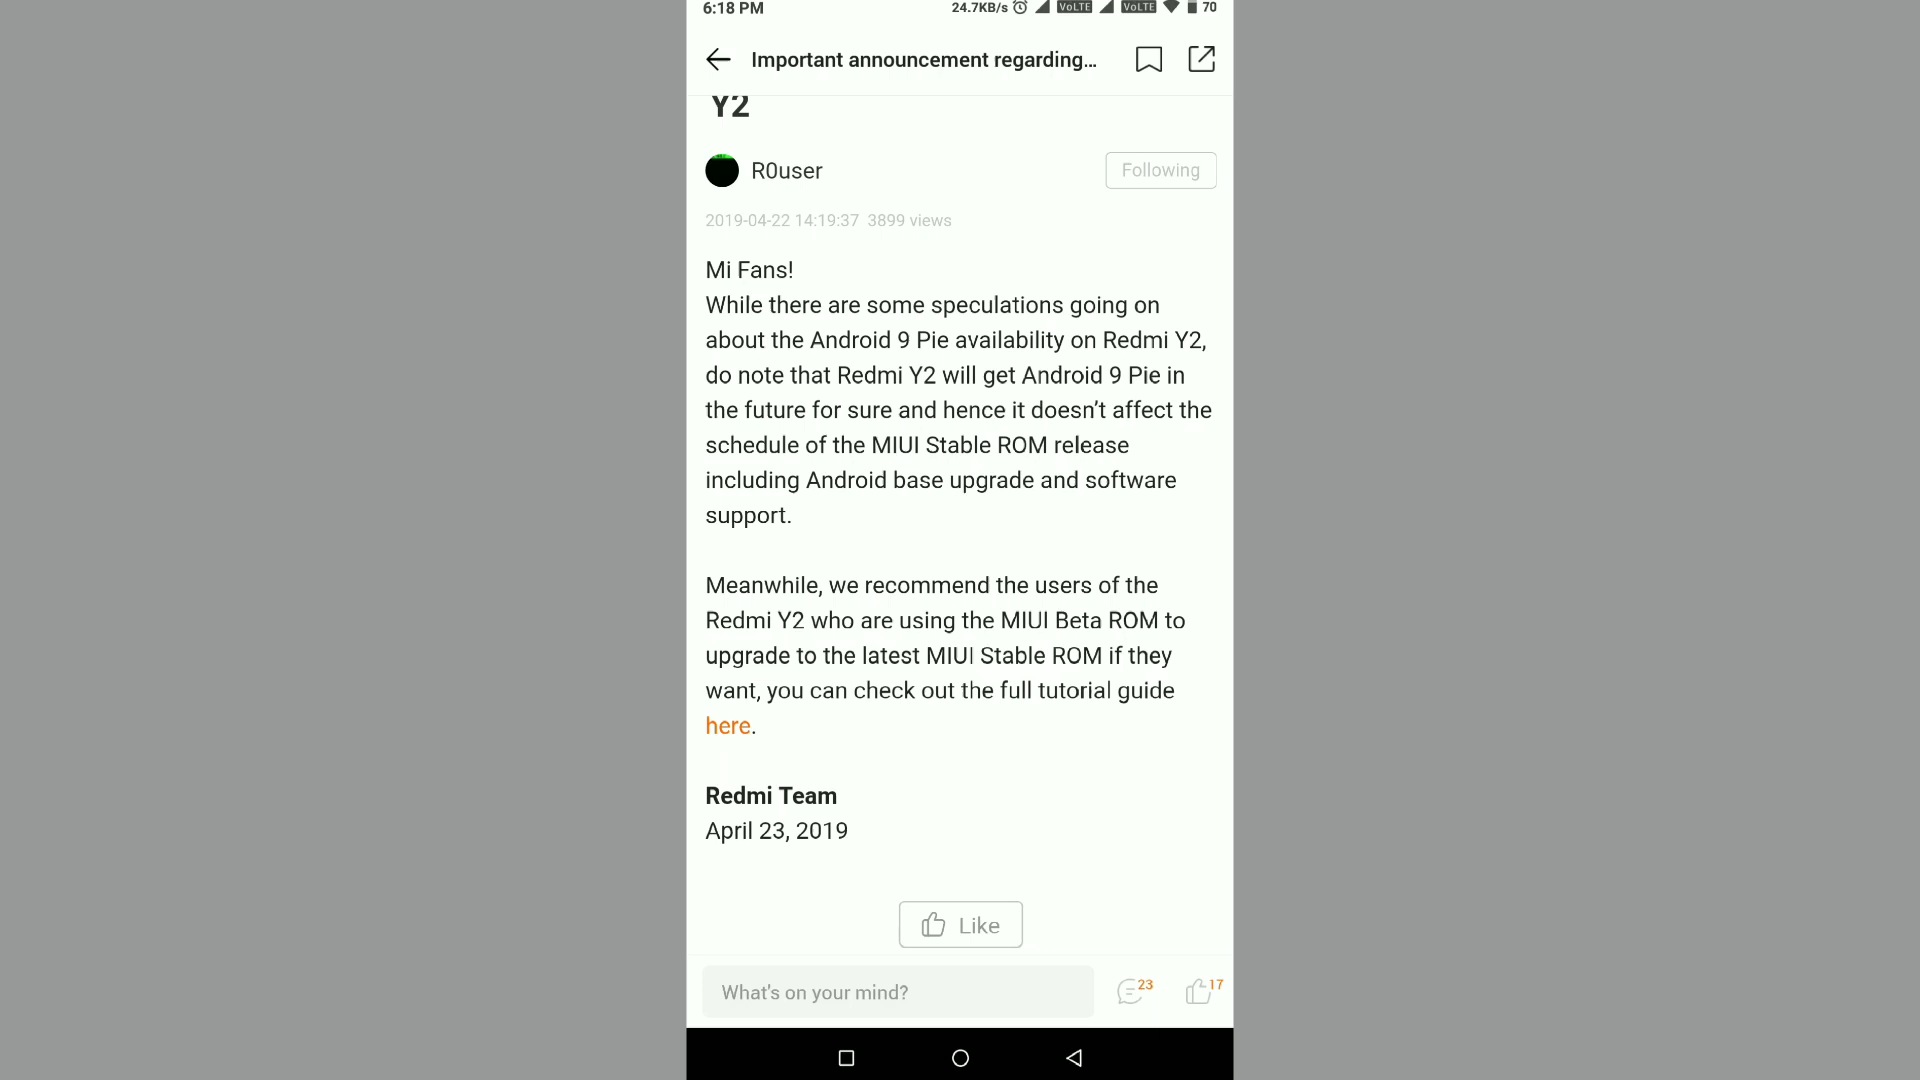 6:18 PM 24.7KB/s VoLTE VoLTE 70
Important announcement regarding...
Y2
R0user Following
2019-04-22 14:19:37 3899 views
Mi Fans!
While there are some speculations going on
about the Android 9 Pie availability on Redmi Y2,
do note that Redmi Y2 will get Android 9 Pie in
the future for sure and hence it doesn’t affect the
schedule of the MIUI Stable ROM release
including Android base upgrade and software
support.
Meanwhile, we recommend the users of the
Redmi Y2 who are using the MIUI Beta ROM to
upgrade to the latest MIUI Stable ROM if they
want, you can check out the full tutorial guide
here.
Redmi Team
April 23, 2019
Like
What's on your mind? 23 17